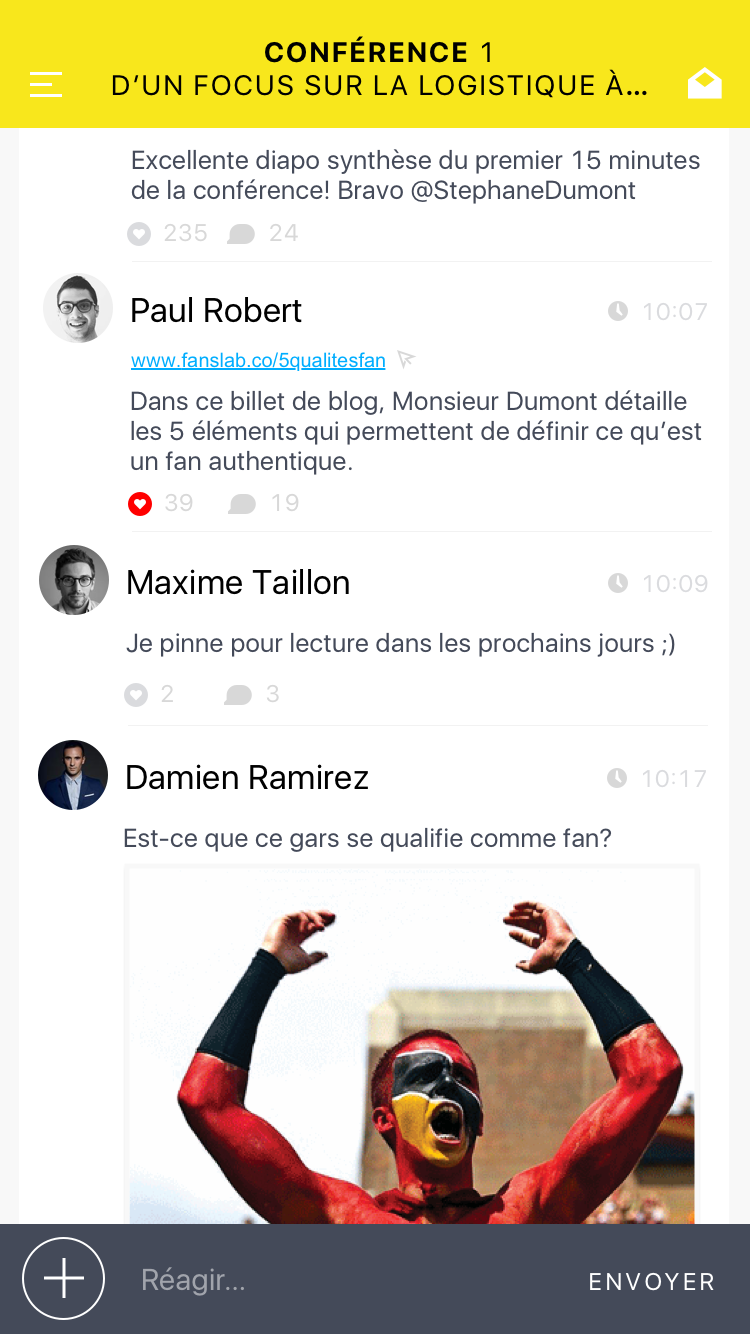 CONFÉRENCE 1
D’UN FOCUS SUR LA LOGISTIQUE À...
Excellente diapo synthèse du premier 15 minutes
de la conférence! Bravo @StephaneDumont
235 24
Paul Robert 10:07
www.fanslab.co/5qualitesfan
Dans ce billet de blog, Monsieur Dumont détaille
les 5 éléments qui permettent de définir ce qu’est
un fan authentique.
39 19
Maxime Taillon 10:09
Je pinne pour lecture dans les prochains jours ;)
2 3
Damien Ramirez 10:17
Est-ce que ce gars se qualifie comme fan?
Réagir... ENVOYER